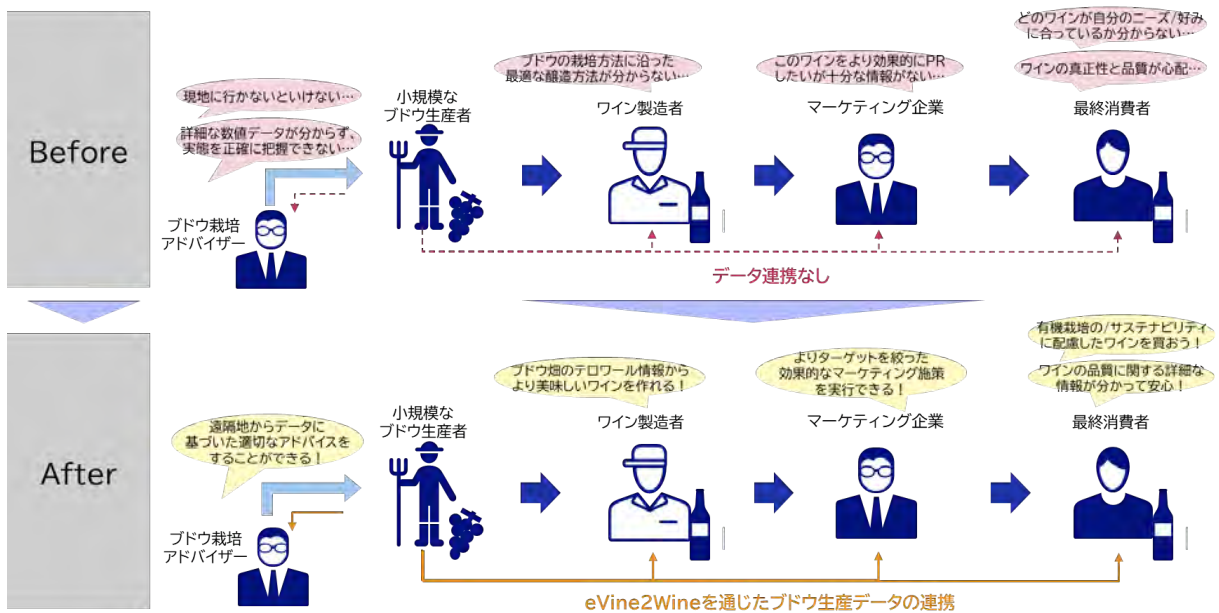 Before
現地に行かないといけない…
詳細な数値データが分からず、
実態を正確に把握できない…
ブドウ栽培
アドバイザー
小規模な
ブドウ生産者
ブドウの栽培方法に沿った
最適な醸造方法が分からない…
ワイン製造者
このワインをより効果的にPR
したいが十分な情報がない…
マーケティング企業
どのワインが自分のニーズ/好み
に合っているか分からない…
ワインの真正性と品質が心配…
最終消費者
データ連携なし
After
遠隔地からデータに
基づいた適切なアドバイスを
することができる！
ブドウ栽培
アドバイザー
小規模な
ブドウ生産者
ブドウ畑のテロワール情報から
より美味しいワインを作れる！
ワイン製造者
よりターゲットを絞った
効果的なマーケティング施策
を実行できる！
マーケティング企業
有機栽培の/サステナビリティ
に配慮したワインを買おう！
ワインの品質に関する詳細な
情報が分かって安心！
最終消費者
eVine2Wineを通じたブドウ生産データの連携